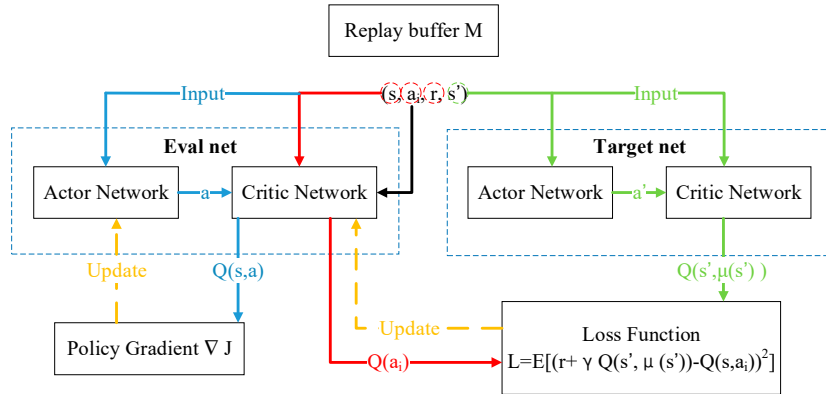 Replay buffer M
Input
(s, aᵢ, r, s’)
Input
Eval net
Target net
Actor Network
a
Critic Network
Actor Network
a'
Critic Network
Update
Q(s,a)
Q(s’,μ(s’) )
Update
Policy Gradient ∇ J
Q(aᵢ)
Loss Function
L=E[(r+ γ Q(s’, μ (s’))-Q(s,aᵢ))²]